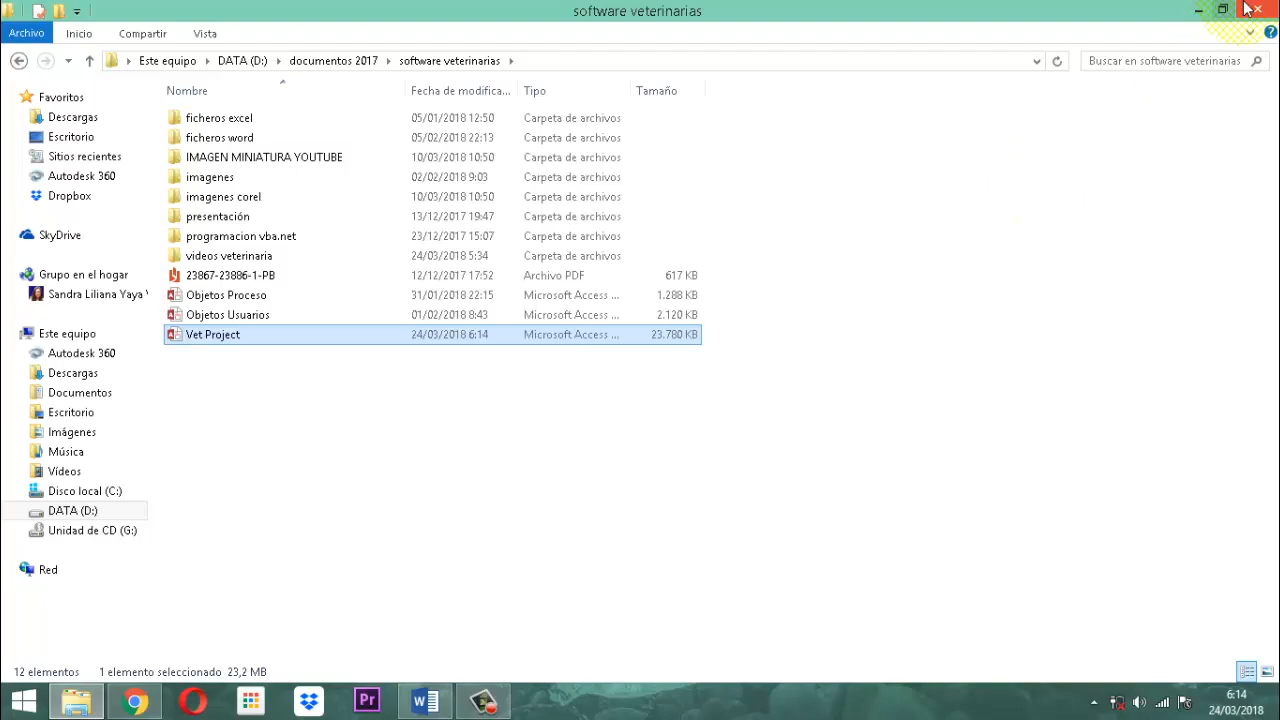 software veterinarias
Archivo Inicio Compartir Vista
Este equipo DATA (D:) documentos 2017 software veterinarias
Buscar en software veterinarias
Nombre Fecha de modifica... Tipo Tamaño
ficheros excel 05/01/2018 12:50 Carpeta de archivos
ficheros word 05/02/2018 22:13 Carpeta de archivos
IMAGEN MINIATURA YOUTUBE 10/03/2018 10:50 Carpeta de archivos
imagenes 02/02/2018 9:03 Carpeta de archivos
imagenes corel 10/03/2018 10:50 Carpeta de archivos
presentación 13/12/2017 19:47 Carpeta de archivos
programacion vba.net 23/12/2017 15:07 Carpeta de archivos
videos veterinaria 24/03/2018 5:34 Carpeta de archivos
23867-23886-1-PB 12/12/2017 17:52 Archivo PDF 617 KB
Objetos Proceso 31/01/2018 22:15 Microsoft Access ... 1.288 KB
Objetos Usuarios 01/02/2018 8:43 Microsoft Access ... 2.120 KB
Vet Project 24/03/2018 6:14 Microsoft Access ... 23.780 KB
Favoritos
Descargas
Escritorio
Sitios recientes
Autodesk 360
Dropbox
SkyDrive
Grupo en el hogar
Sandra Liliana Yaya
Este equipo
Autodesk 360
Descargas
Documentos
Escritorio
Imágenes
Música
Vídeos
Disco local (C:)
DATA (D:)
Unidad de CD (G:)
Red
12 elementos 1 elemento seleccionado 23,2 MB
Pr
6:14
24/03/2018